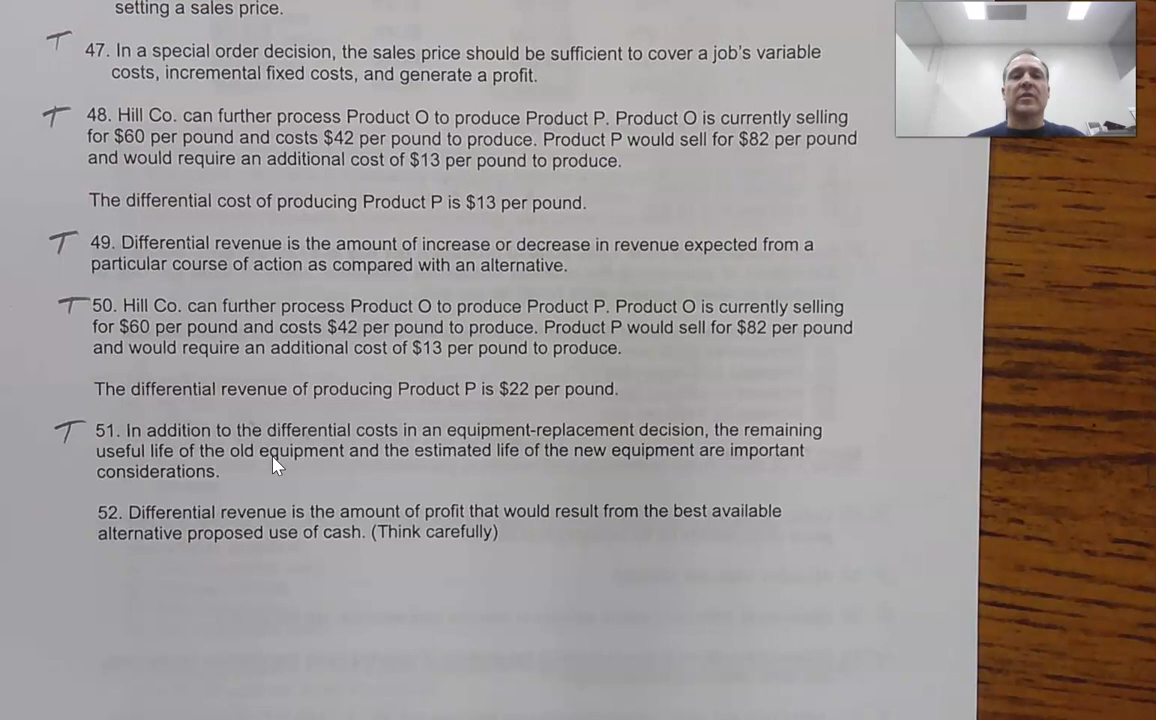 setting a sales price.
T 47. In a special order decision, the sales price should be sufficient to cover a job's variable
costs, incremental fixed costs, and generate a profit.
T 48. Hill Co. can further process Product O to produce Product P. Product O is currently selling
for $60 per pound and costs $42 per pound to produce. Product P would sell for $82 per pound
and would require an additional cost of $13 per pound to produce.
The differential cost of producing Product P is $13 per pound.
T 49. Differential revenue is the amount of increase or decrease in revenue expected from a
particular course of action as compared with an alternative.
T 50. Hill Co. can further process Product O to produce Product P. Product O is currently selling
for $60 per pound and costs $42 per pound to produce. Product P would sell for $82 per pound
and would require an additional cost of $13 per pound to produce.
The differential revenue of producing Product P is $22 per pound.
T 51. In addition to the differential costs in an equipment-replacement decision, the remaining
useful life of the old equipment and the estimated life of the new equipment are important
considerations.
52. Differential revenue is the amount of profit that would result from the best available
alternative proposed use of cash. (Think carefully)